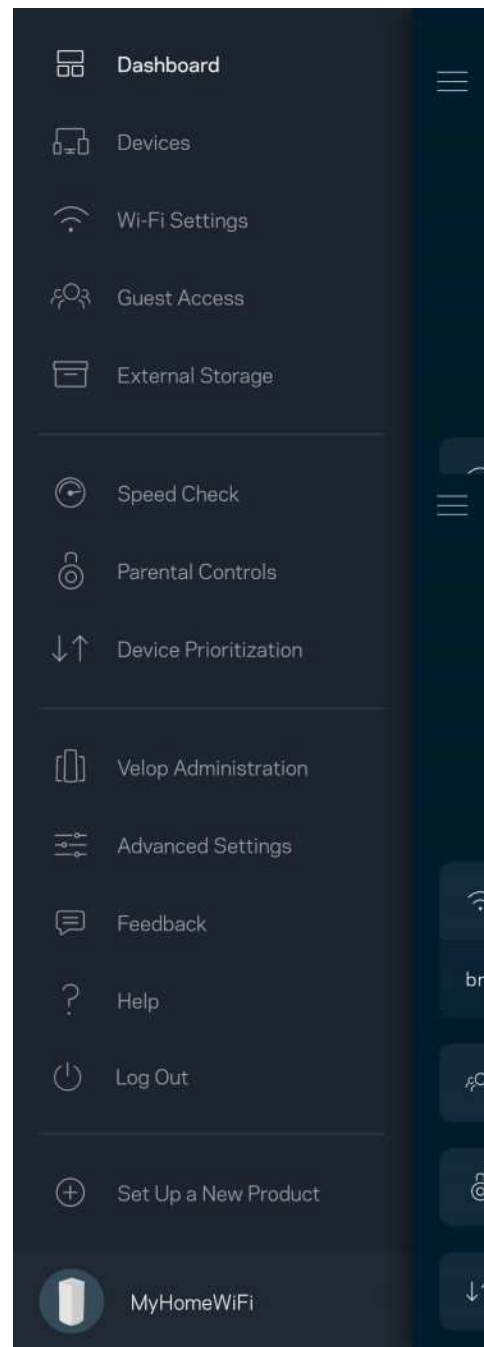 Dashboard
Devices
Wi-Fi Settings
Guest Access
External Storage
Speed Check
Parental Controls
Device Prioritization
Velop Administration
Advanced Settings
Feedback
br
Help
Log Out
Set Up a New Product
MyHomeWiFi